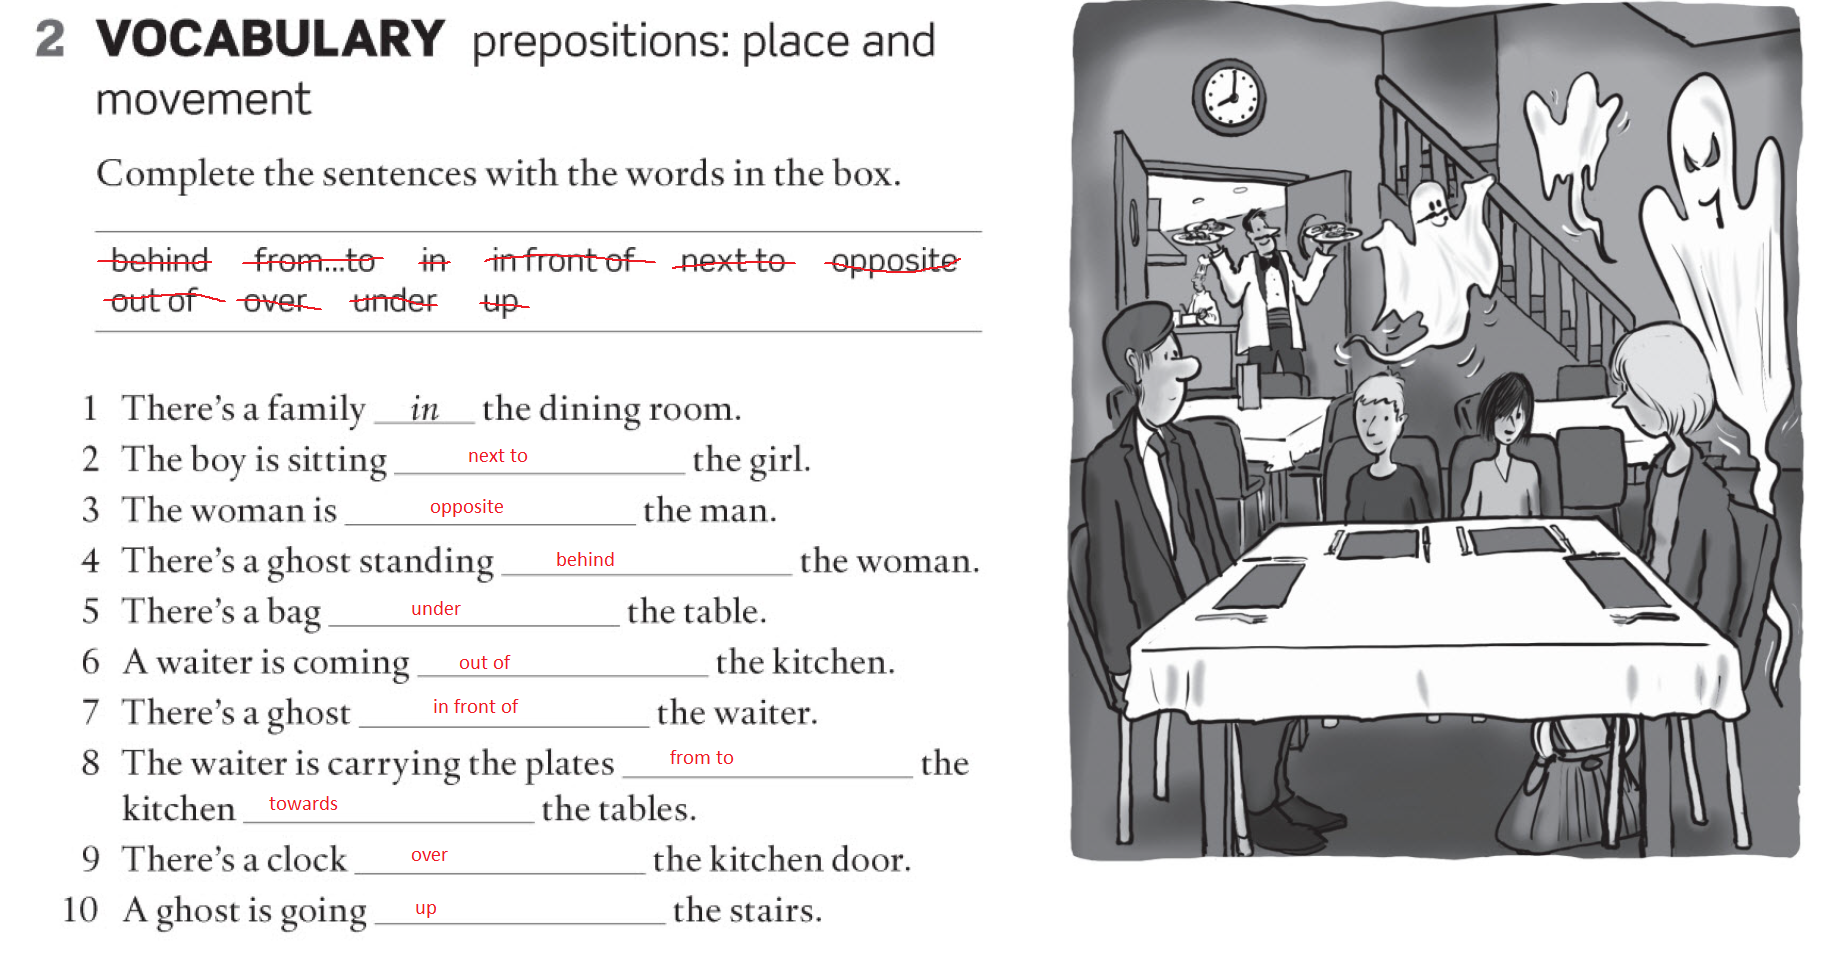 2 VOCABULARY prepositions: place and
movement
Complete the sentences with the words in the box.
behind from...to in in front of next to opposite
out of over under up
1 There's a family in the dining room.
2 The boy is sitting next to the girl.
3 The woman is opposite the man.
4 There's a ghost standing behind the woman.
5 There's a bag under the table.
6 A waiter is coming out of the kitchen.
7 There's a ghost in front of the waiter.
8 The waiter is carrying the plates from to the
kitchen towards the tables.
9 There's a clock over the kitchen door.
10 A ghost is going up the stairs.